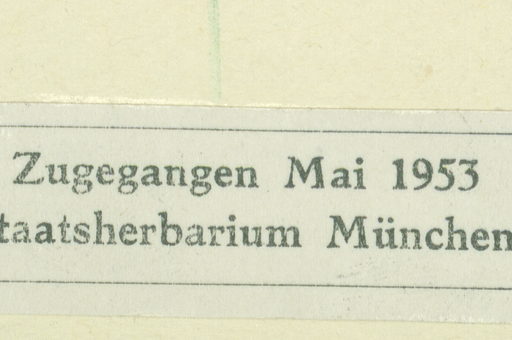 Zugegangen Mai 1953
taatsherbarium München